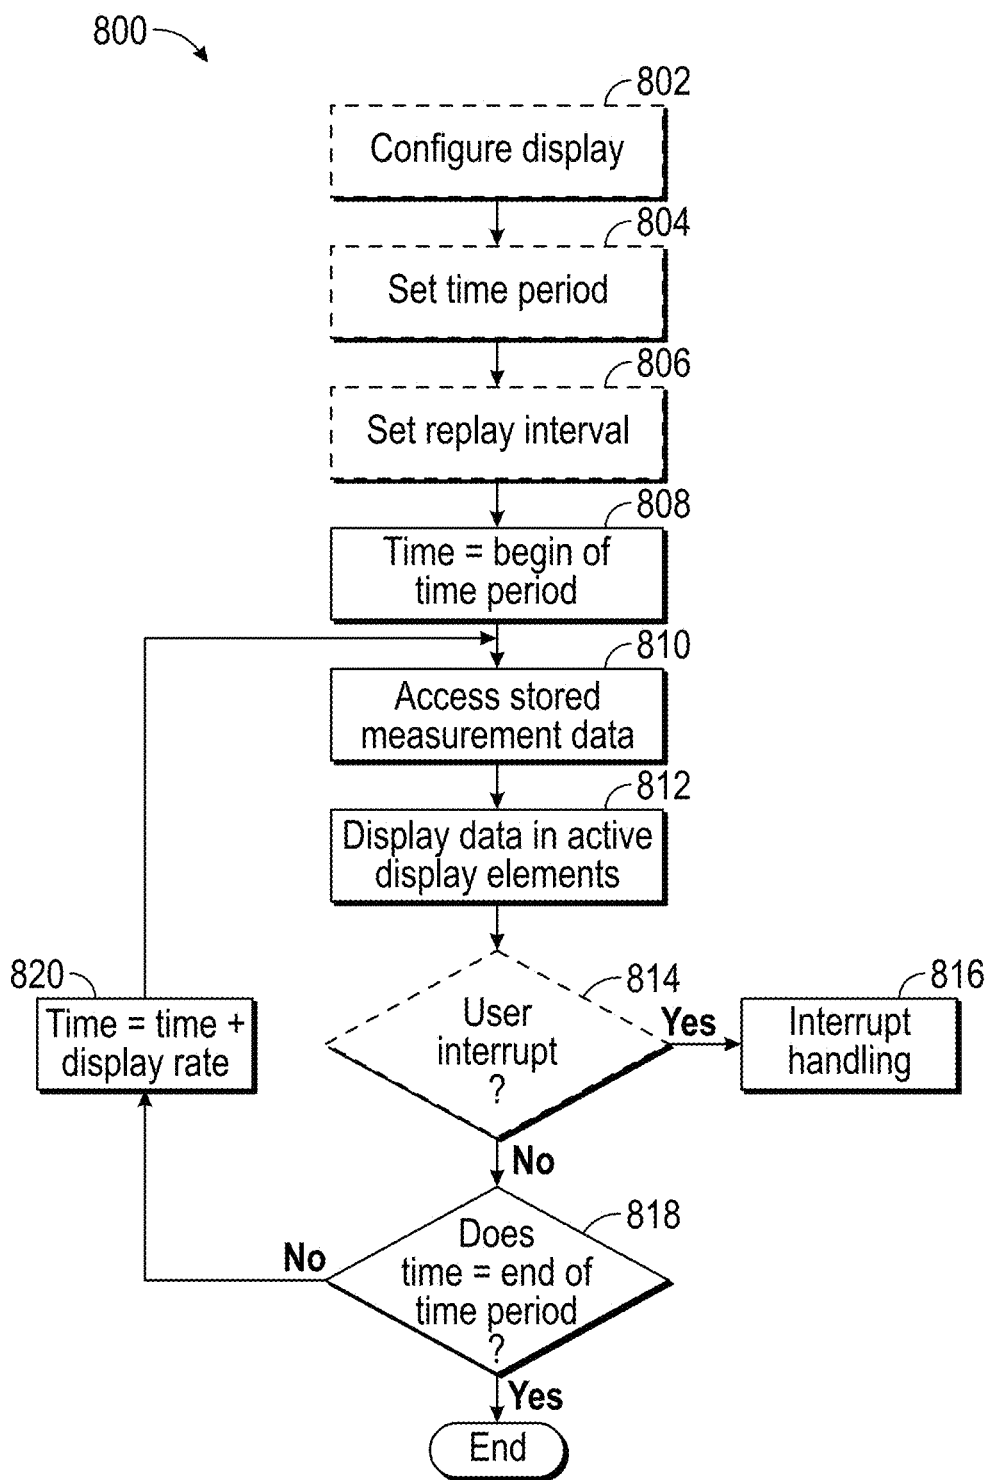 800
802
Configure display
804
Set time period
806
Set replay interval
808
Time = begin of
time period
810
Access stored
measurement data
812
Display data in active
display elements
814
User
interrupt
?
Yes
816
Interrupt
handling
820
Time = time +
display rate
No
818
Does
time = end of
time period
?
No
Yes
End